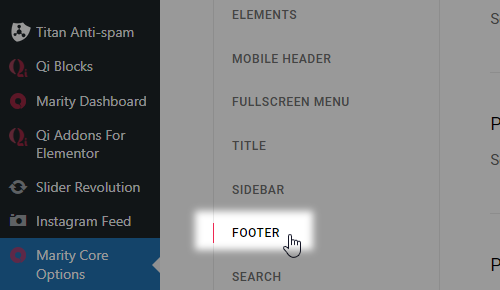 Titan Anti-spam
Qi Blocks
Marity Dashboard
Qi Addons For
Elementor
Slider Revolution
Instagram Feed
Marity Core
Options
ELEMENTS
MOBILE HEADER
FULLSCREEN MENU
TITLE
SIDEBAR
FOOTER
SEARCH